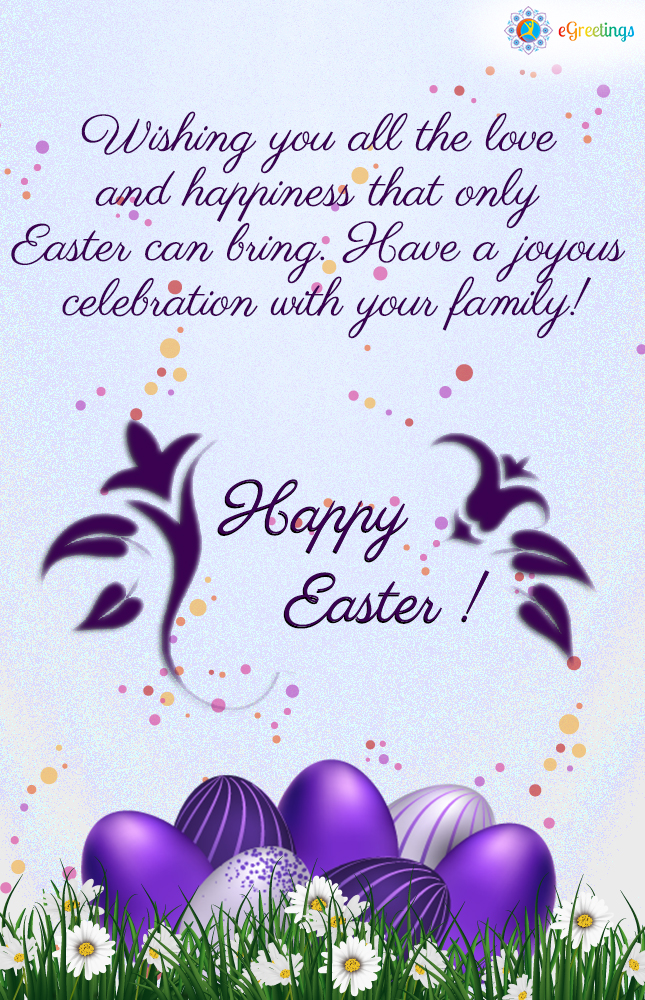 eGreetings
Wishing you all the love
and happiness that only
Easter can bring. Have a joyous
celebration with your family!
Happy
Easter !